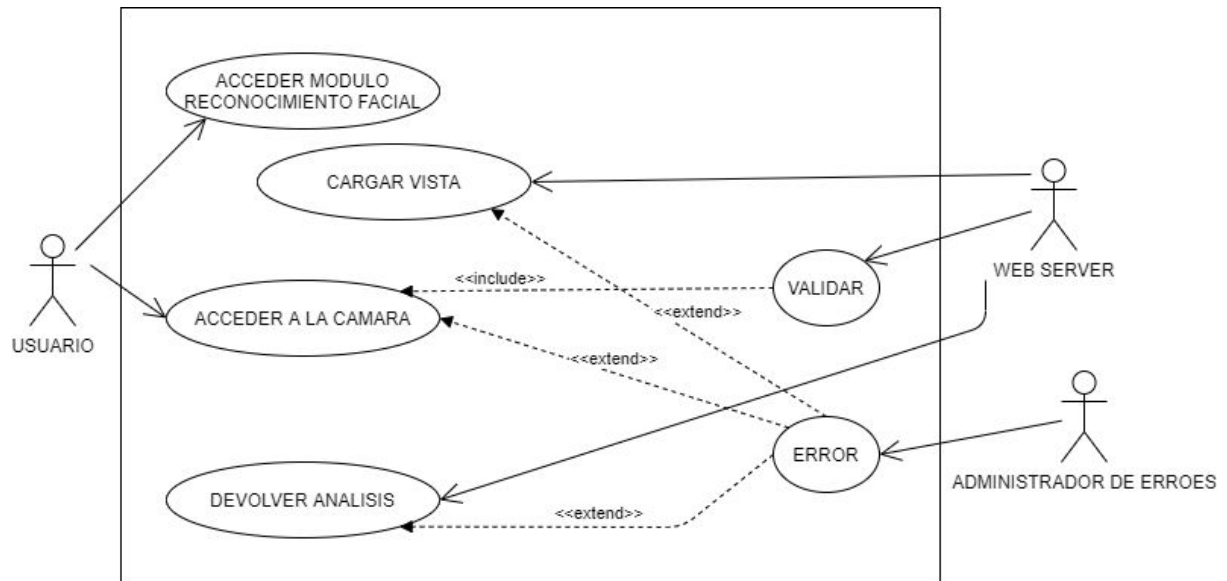 ACCEDER MODULO
RECONOCIMIENTO FACIAL
CARGAR VISTA
WEB SERVER
<<include>>
VALIDAR
<<extend>>
ACCEDER A LA CAMARA
USUARIO
<<extend>>
ERROR
ADMINISTRADOR DE ERROES
DEVOLVER ANALISIS
<<extend>>